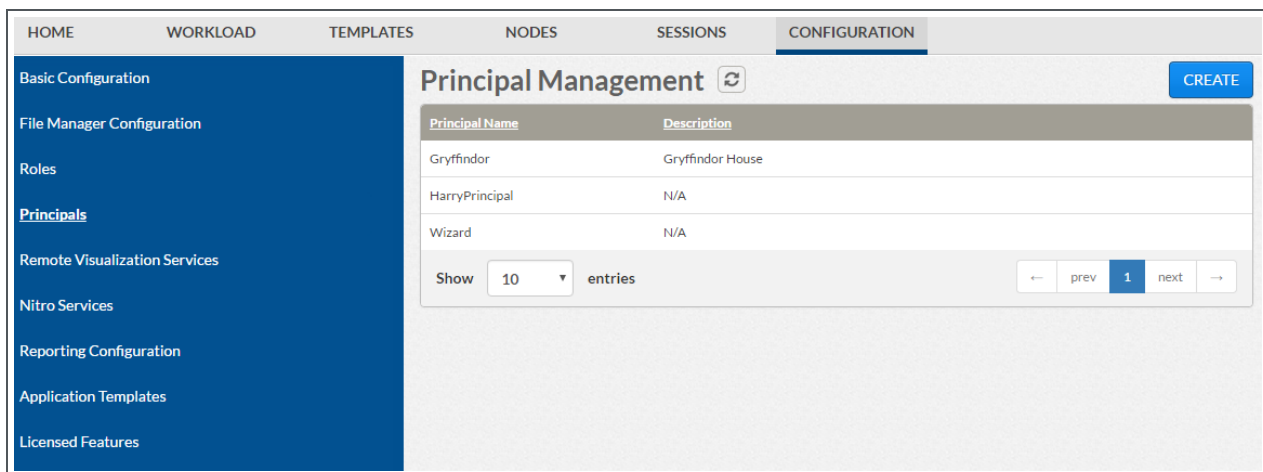 HOME WORKLOAD TEMPLATES NODES SESSIONS CONFIGURATION
Basic Configuration
File Manager Configuration
Roles
Principals
Remote Visualization Services
Nitro Services
Reporting Configuration
Application Templates
Licensed Features
Principal Management
CREATE
Principal Name Description
Gryffindor Gryffindor House
HarryPrincipal N/A
Wizard N/A
Show 10 entries
← prev 1 next →